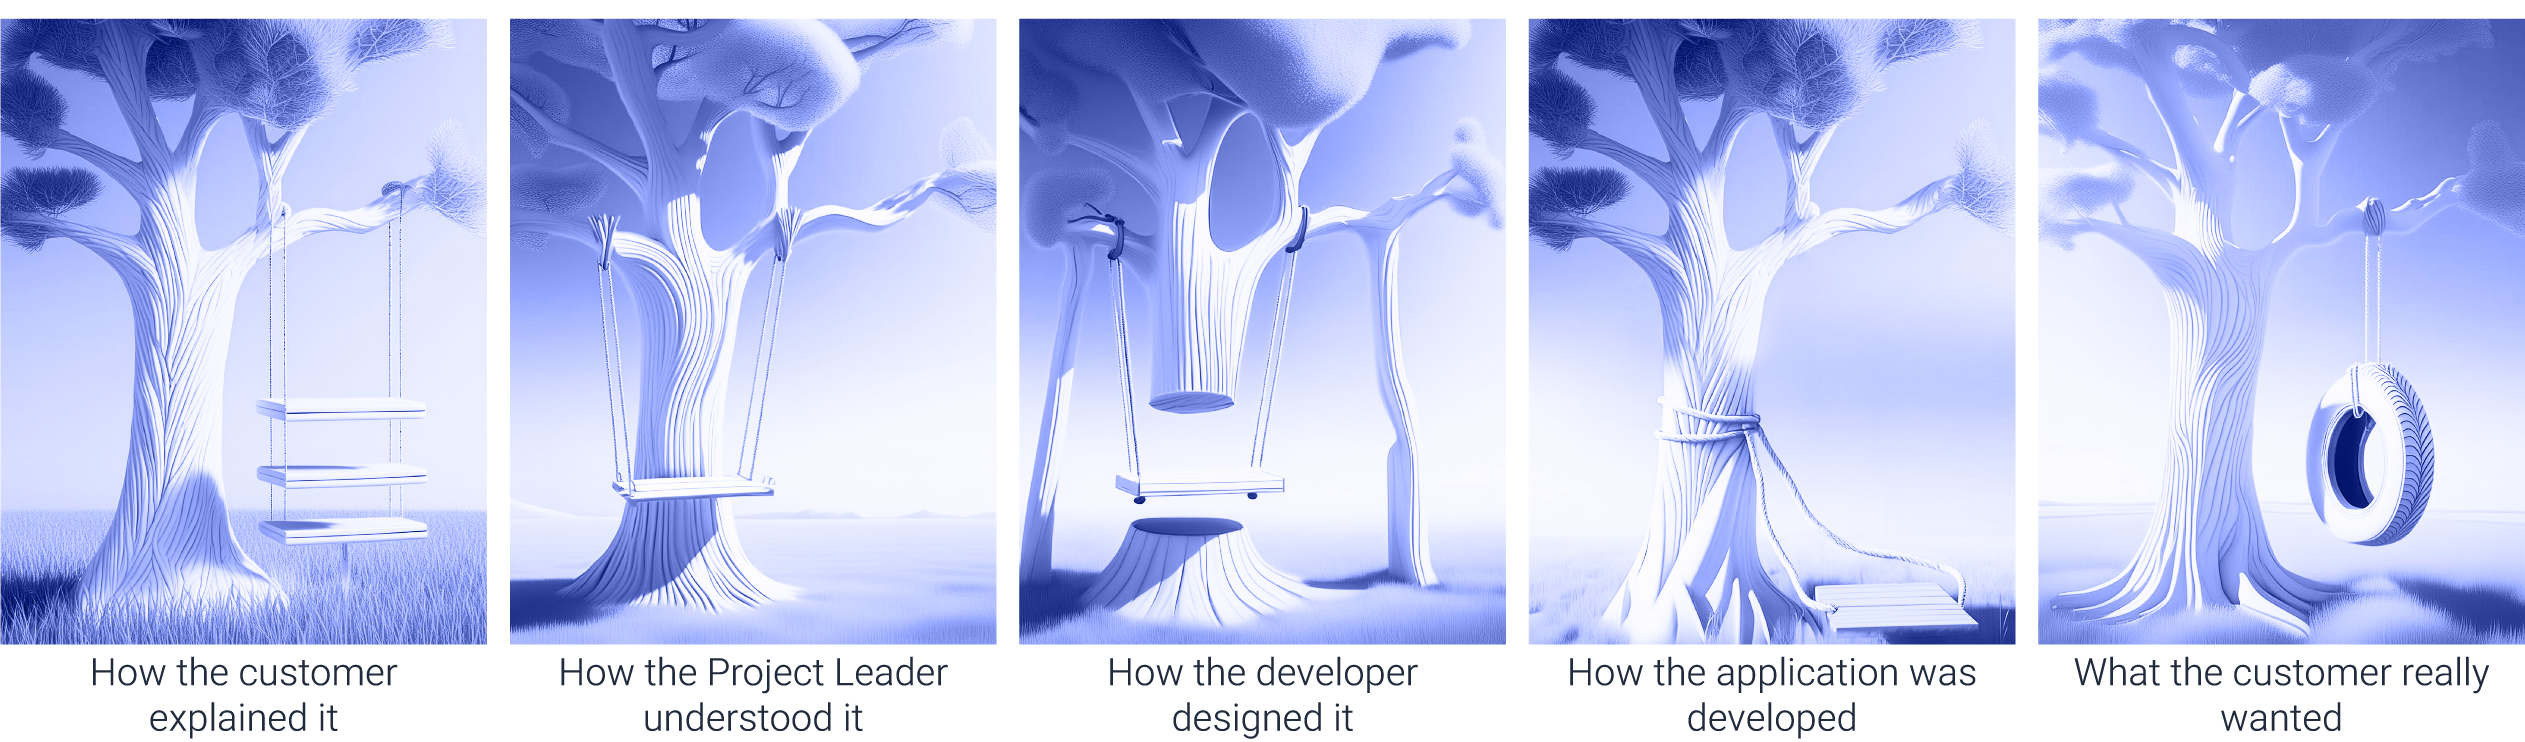 How the customer
explained it
How the Project Leader
understood it
How the developer
designed it
How the application was
developed
What the customer really
wanted